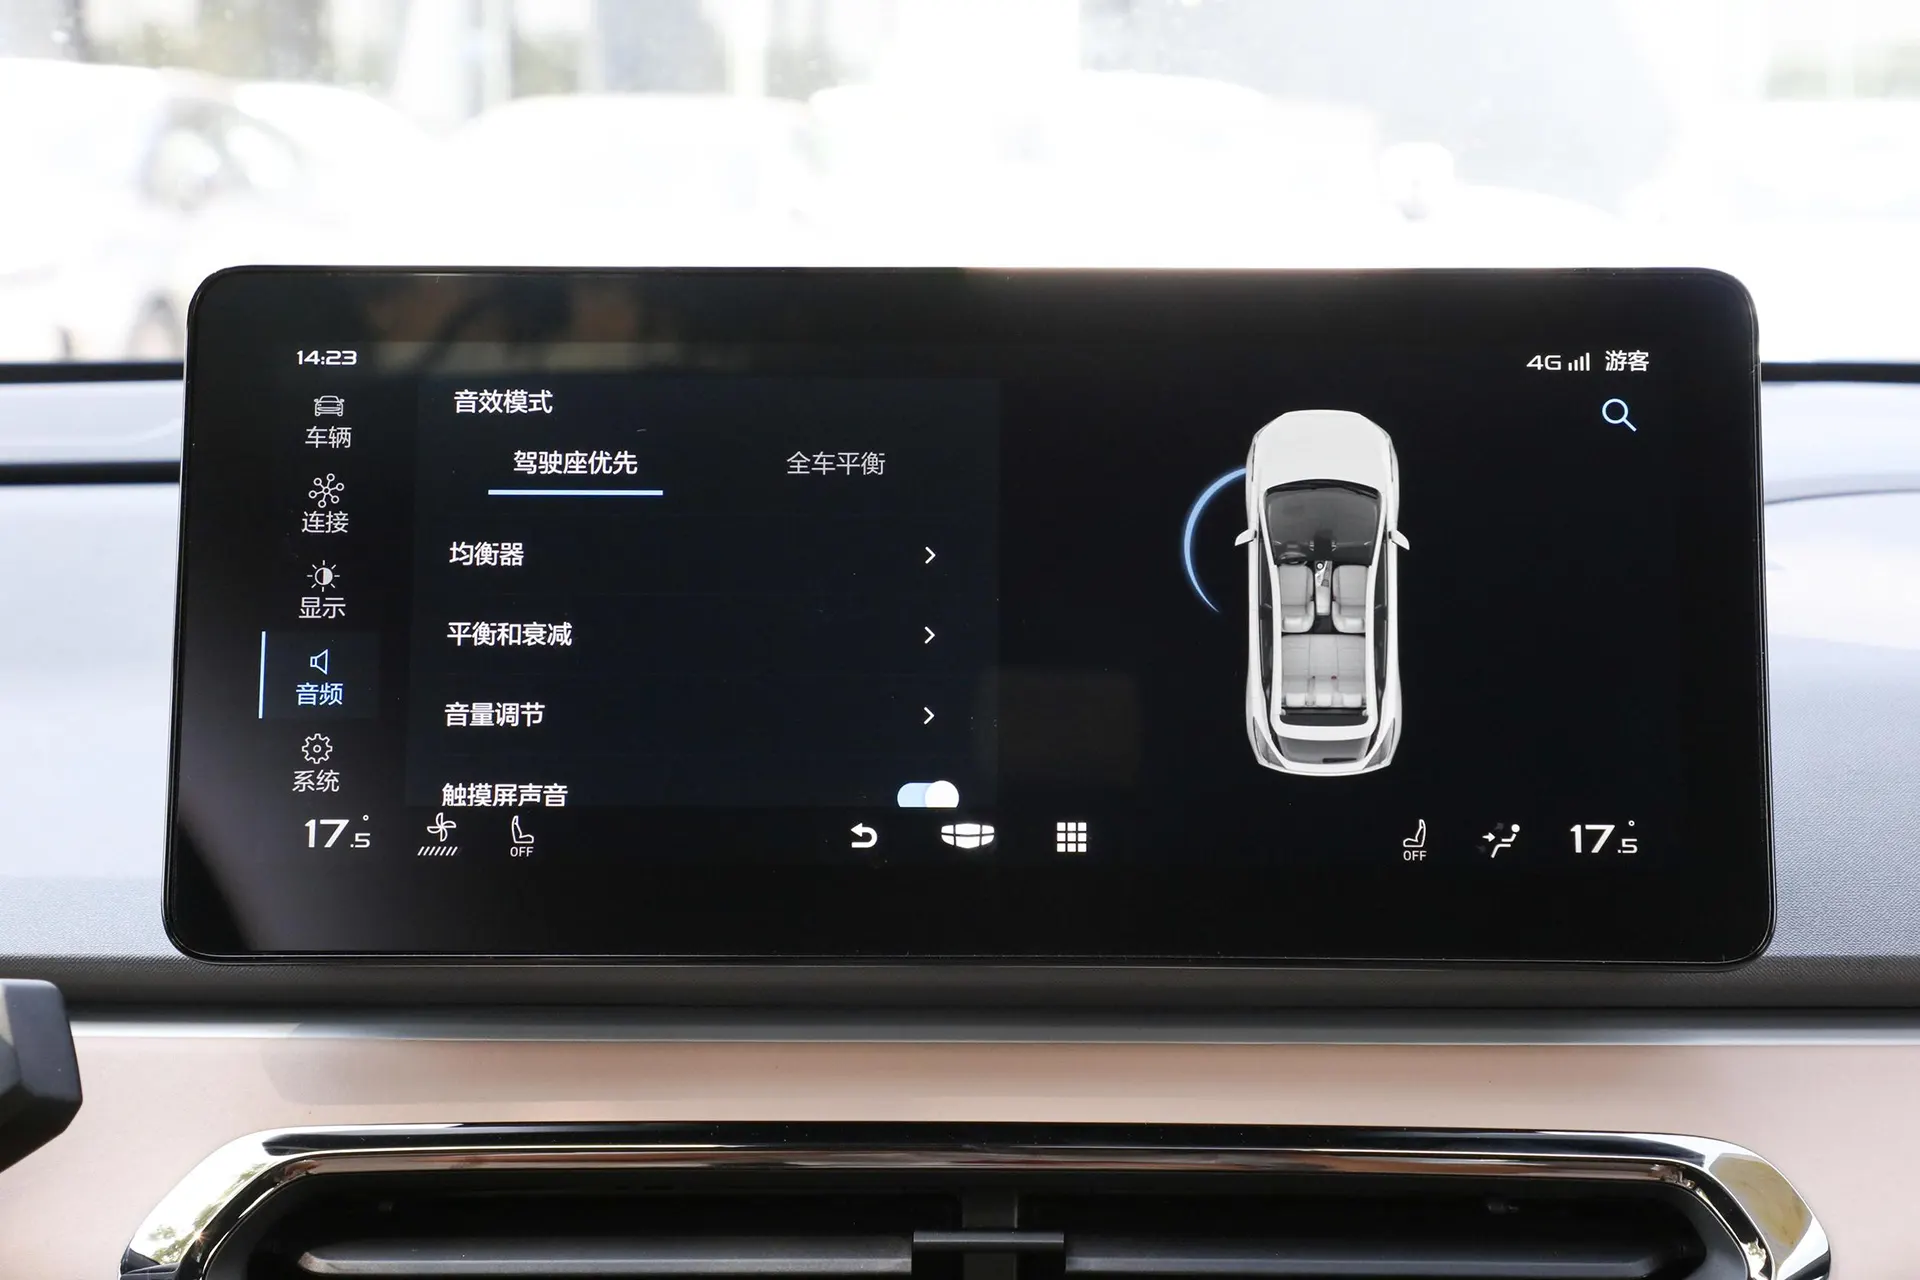 14:23
4G 游客
车辆
连接
显示
音频
系统
音效模式
驾驶座优先 全车平衡
均衡器
平衡和衰减
音量调节
触摸屏声音
17.5° OFF OFF 17.5°